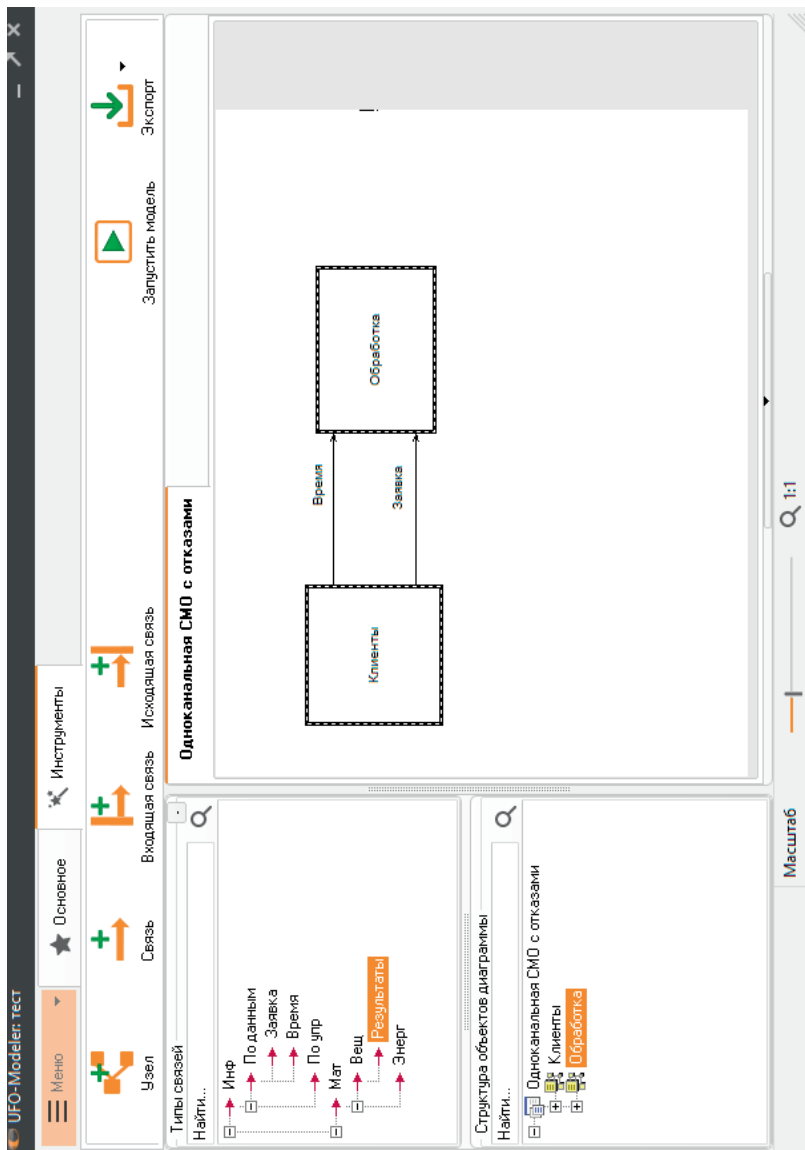 UFO-Modeler: тест
Меню
Основное
Инструменты
Узел
Связь
Входящая связь
Исходящая связь
Запустить модель
Экспорт
Типы связей
Найти...
Инф
По данным
Заявка
Время
По упр
Мат
Вещ
Результаты
Энерг
Структура объектов диаграммы
Найти...
Одноканальная СМО с отказами
Клиенты
Обработка
Одноканальная СМО с отказами
Клиенты
Время
Заявка
Обработка
Масштаб
1:1